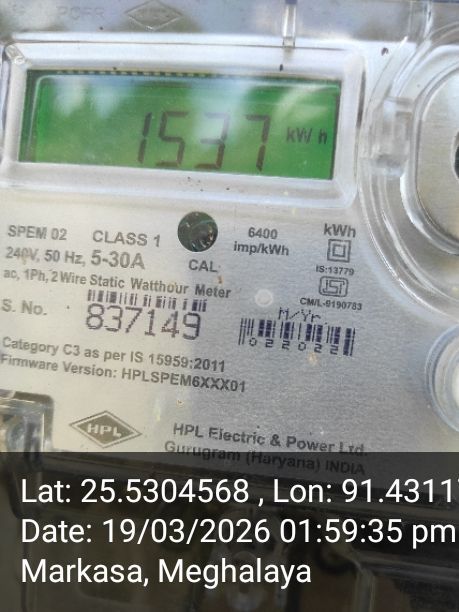 1537 kWh
SPEM 02 CLASS 1 6400 kWh
240V, 50 Hz, 5-30A imp/kWh
CAL IS:13779
ac, 1Ph, 2Wire Static Watthour Meter
CM/L-9190783
S. No. 837149 M/Yr
022022
Category C3 as per IS 15959:2011
Firmware Version: HPLSPEM6XXX01
HPL HPL Electric & Power Ltd.
Gurugram (Haryana) INDIA
Lat: 25.5304568 , Lon: 91.4311
Date: 19/03/2026 01:59:35 pm
Markasa, Meghalaya